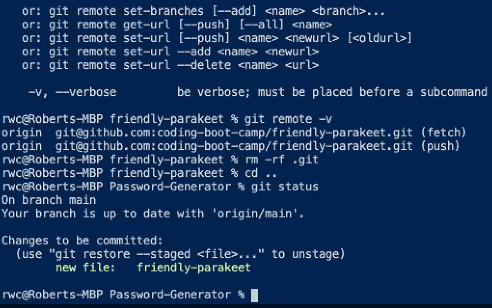 or: git remote set-branches [--add] <name> <branch>...
or: git remote get-url [--push] [--all] <name>
or: git remote set-url [--push] <name> <newurl> [<oldurl>]
or: git remote set-url --add <name> <newurl>
or: git remote set-url --delete <name> <url>
-v, --verbose be verbose; must be placed before a subcommand
rwc@Roberts-MBP friendly-parakeet % git remote -v
origin git@github.com:coding-boot-camp/friendly-parakeet.git (fetch)
origin git@github.com:coding-boot-camp/friendly-parakeet.git (push)
rwc@Roberts-MBP friendly-parakeet % rm -rf .git
rwc@Roberts-MBP friendly-parakeet % cd ..
rwc@Roberts-MBP Password-Generator % git status
On branch main
Your branch is up to date with 'origin/main'.
Changes to be committed:
(use "git restore --staged <file>..." to unstage)
new file: friendly-parakeet
rwc@Roberts-MBP Password-Generator %